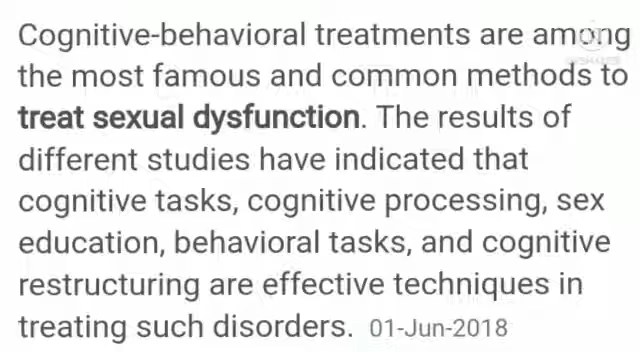 Cognitive-behavioral treatments are among
the most famous and common methods to
treat sexual dysfunction. The results of
different studies have indicated that
cognitive tasks, cognitive processing, sex
education, behavioral tasks, and cognitive
restructuring are effective techniques in
treating such disorders. 01-Jun-2018